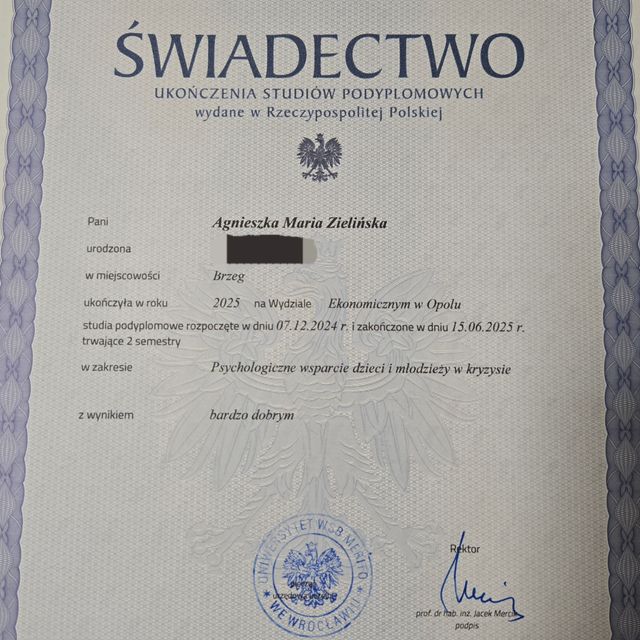 ŚWIADECTWO
UKOŃCZENIA STUDIÓW PODYPLOMOWYCH
wydane w Rzeczypospolitej Polskiej
Pani Agnieszka Maria Zielińska
urodzona
w miejscowości Brzeg
ukończyła w roku 2025 na Wydziale Ekonomicznym w Opolu
studia podyplomowe rozpoczęte w dniu 07.12.2024 r. i zakończone w dniu 15.06.2025 r.
trwające 2 semestry
w zakresie Psychologiczne wsparcie dzieci i młodzieży w kryzysie
z wynikiem bardzo dobrym
UNIWERSYTET WSB MERITO
WE WROCŁAWIU
Rektor
prof. dr hab. inż. Jacek
podpis